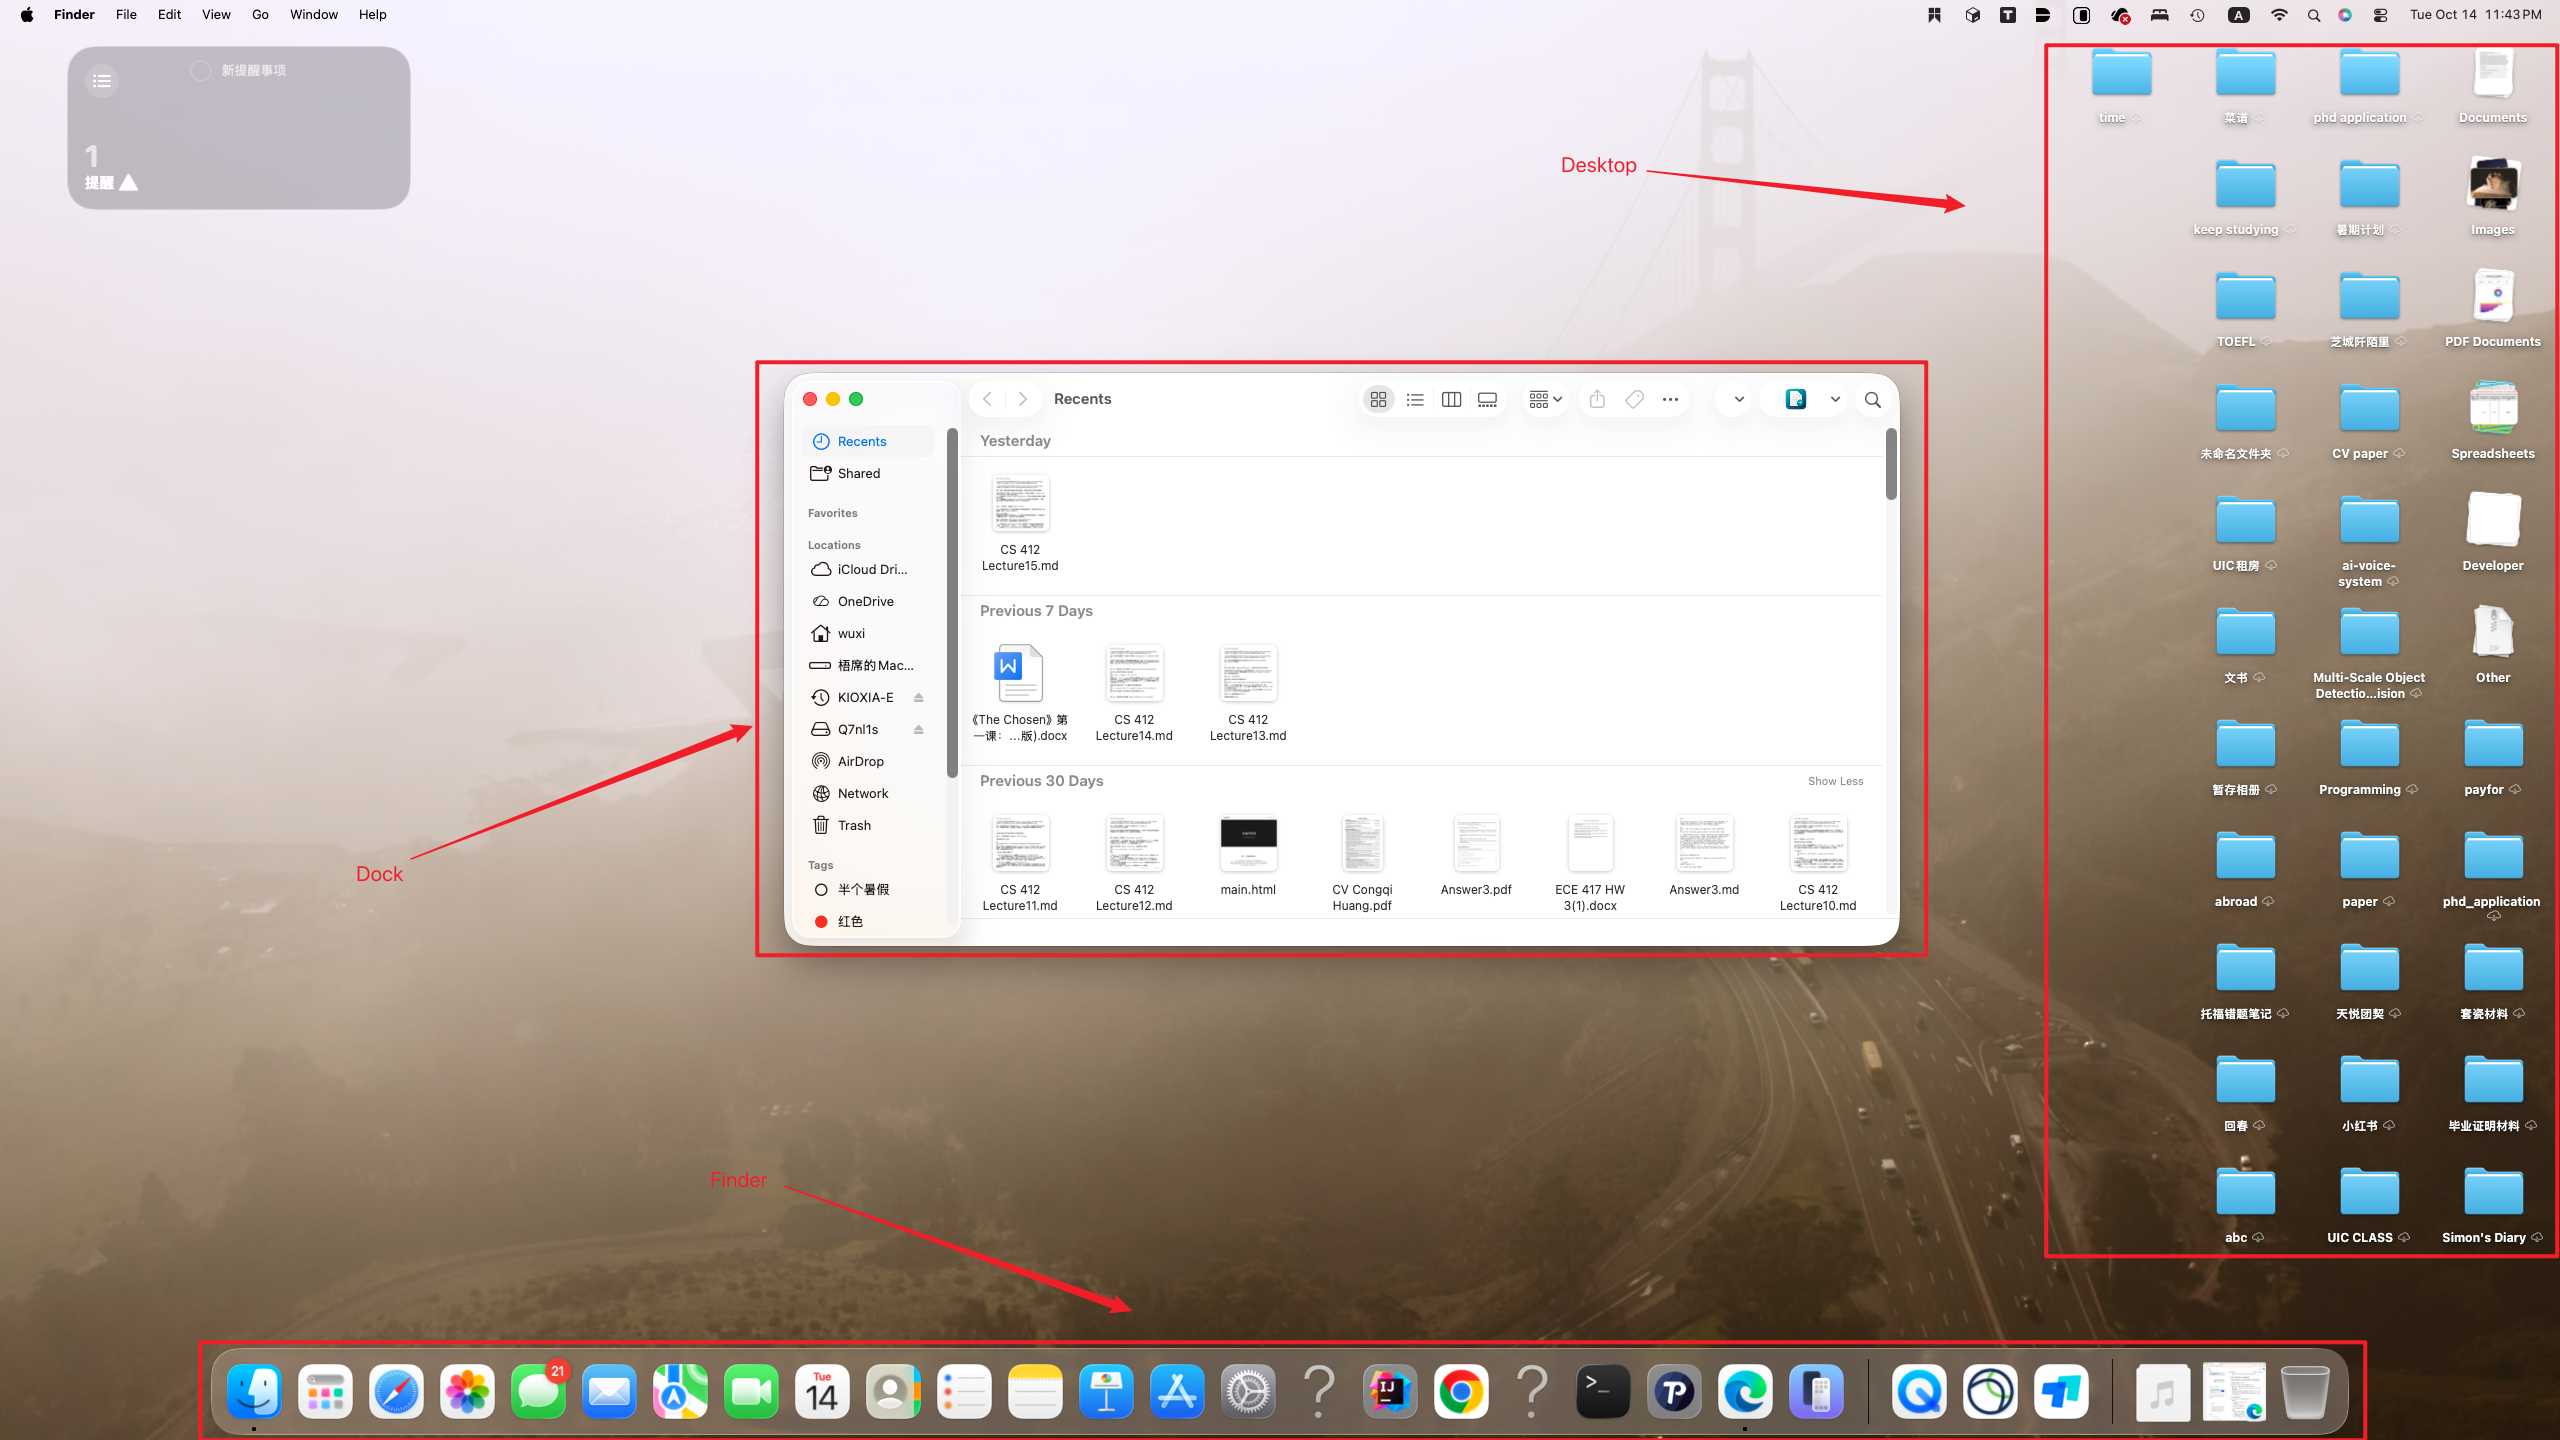 Finder File Edit View Go Window Help
A Tue Oct 14 11:43 PM
新提醒事项
1
提醒
Desktop
time
菜谱
phd application
Documents
keep studying
暑期计划
Images
TOEFL
芝城阡陌里
PDF Documents
未命名文件夹
CV paper
Spreadsheets
UIC租房
ai-voice-
system
Developer
文书
Multi-Scale Object
Detectio...ision
Other
暂存相册
Programming
payfor
abroad
paper
phd_application
托福错题笔记
天悦团契
套瓷材料
回春
小红书
毕业证明材料
abc
UIC CLASS
Simon's Diary
Recents
Recents
Shared
Favorites
Locations
iCloud Dri...
OneDrive
wuxi
梧席的Mac...
KIOXIA-E
Q7nl1s
AirDrop
Network
Trash
Tags
半个暑假
红色
Yesterday
CS 412
Lecture15.md
Previous 7 Days
《The Chosen》第
一课：...版).docx
CS 412
Lecture14.md
CS 412
Lecture13.md
Previous 30 Days
Show Less
CS 412
Lecture11.md
CS 412
Lecture12.md
main.html
CV Congqi
Huang.pdf
Answer3.pdf
ECE 417 HW
3(1).docx
Answer3.md
CS 412
Lecture10.md
Dock
Finder
21
Tue
14
IJ